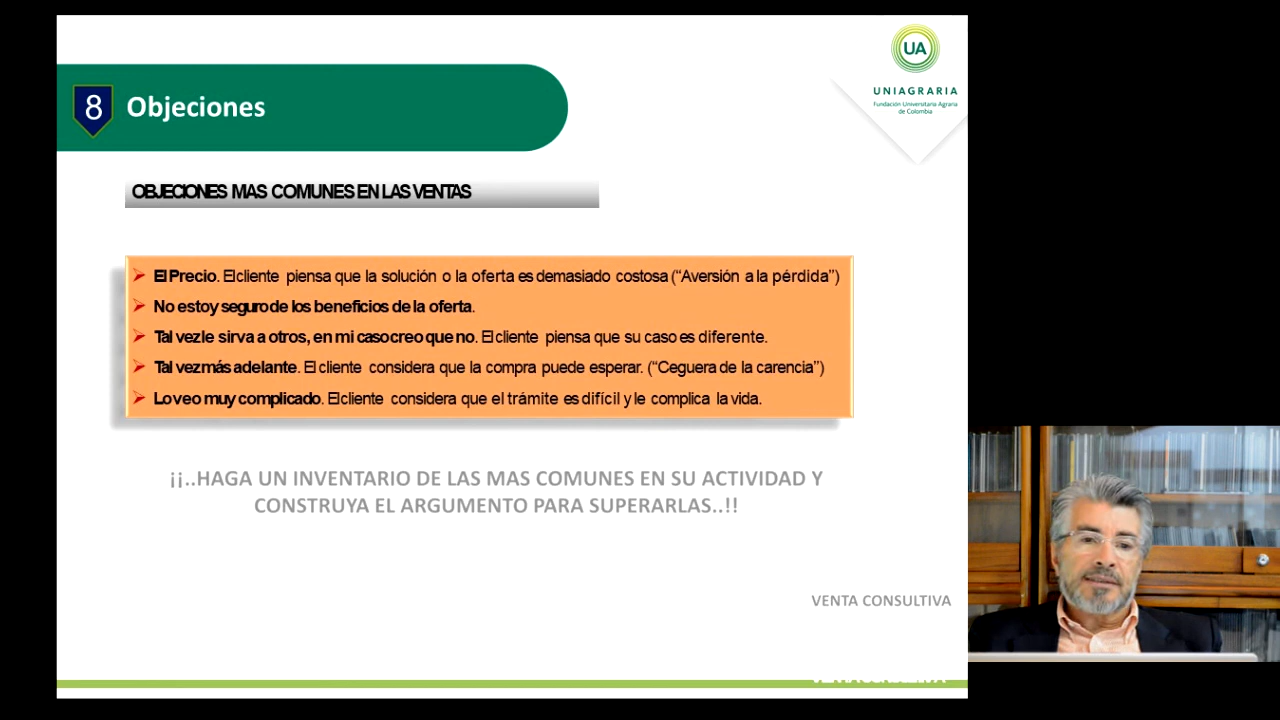 UA
UNIAGRARIA
Fundación Universitaria Agraria
de Colombia
8 Objeciones
OBJECIONES MAS COMUNES EN LAS VENTAS
El Precio. El cliente piensa que la solución o la oferta es demasiado costosa (“Aversión a la pérdida”)
No estoy seguro de los beneficios de la oferta.
Tal vez le sirva a otros, en mi caso creo que no. El cliente piensa que su caso es diferente.
Tal vez más adelante. El cliente considera que la compra puede esperar. (“Ceguera de la carencia”)
Lo veo muy complicado. El cliente considera que el trámite es difícil y le complica la vida.
¡¡..HAGA UN INVENTARIO DE LAS MAS COMUNES EN SU ACTIVIDAD Y
CONSTRUYA EL ARGUMENTO PARA SUPERARLAS..!!
VENTA CONSULTIVA